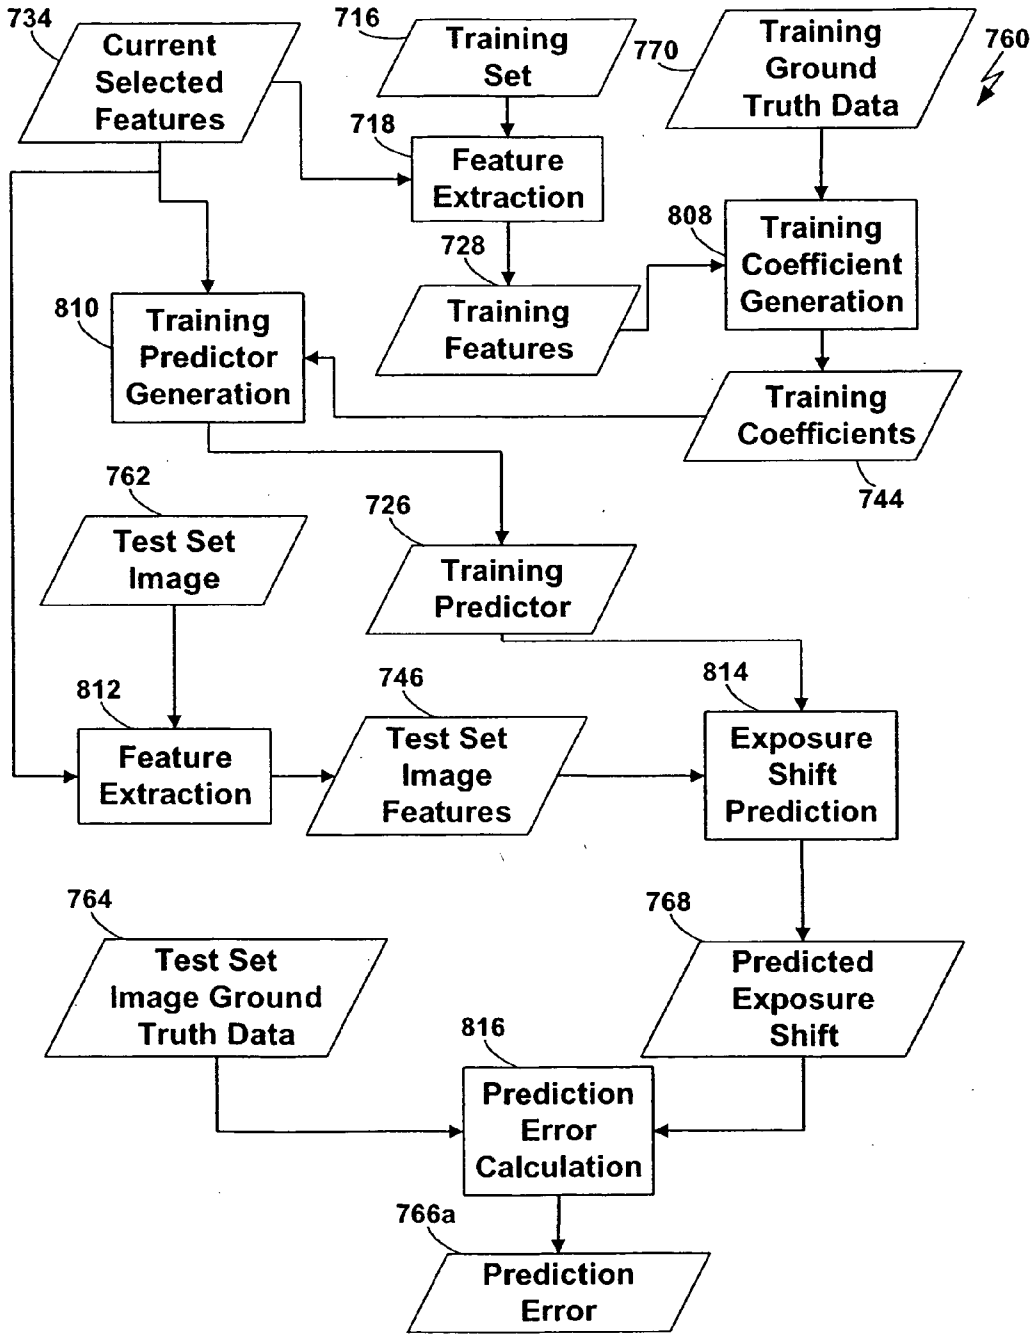 734
Current
Selected
Features
716
Training
Set
770
Training
Ground
Truth Data
760
718
Feature
Extraction
808
Training
Coefficient
Generation
728
Training
Features
810
Training
Predictor
Generation
Training
Coefficients
744
762
Test Set
Image
726
Training
Predictor
812
Feature
Extraction
746
Test Set
Image
Features
814
Exposure
Shift
Prediction
764
Test Set
Image Ground
Truth Data
768
Predicted
Exposure
Shift
816
Prediction
Error
Calculation
766a
Prediction
Error